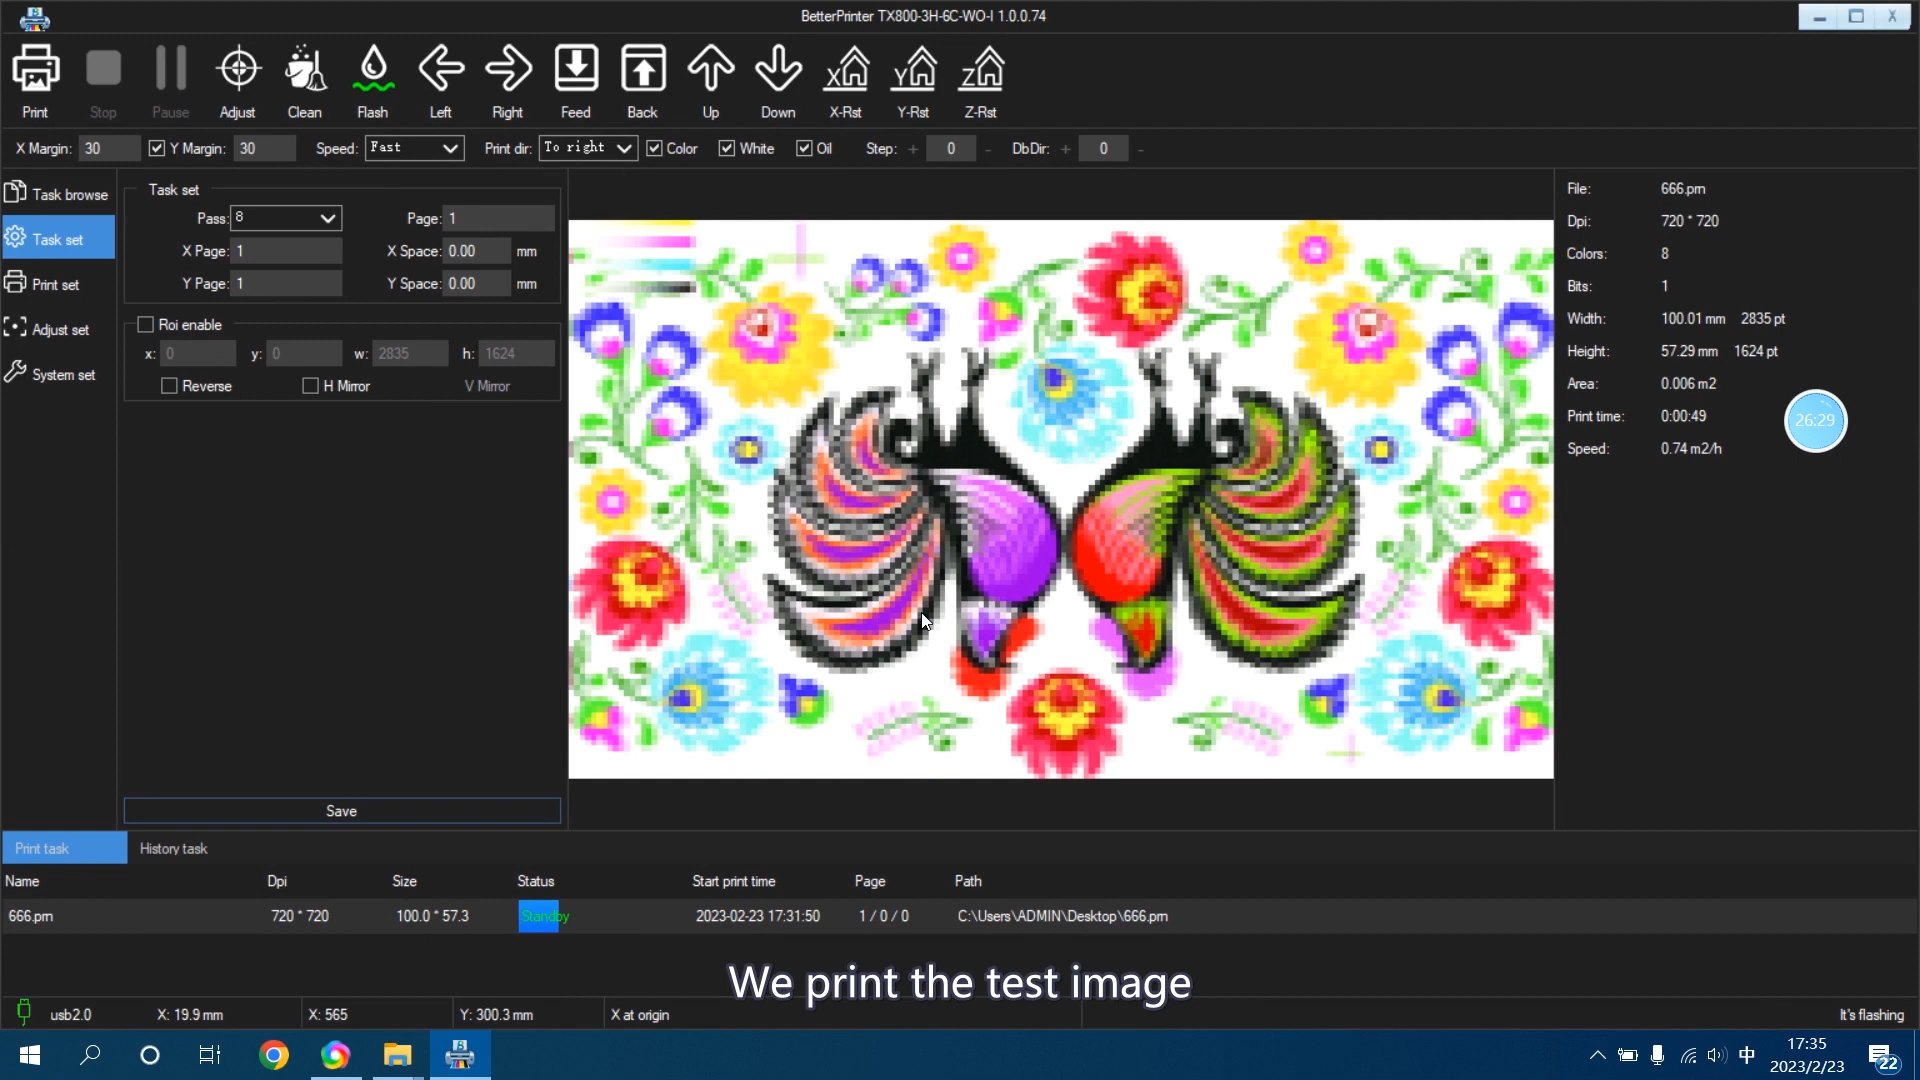 BetterPrinter TX800-3H-6C-WO-I 1.0.0.74
Print Stop Pause Adjust Clean Flash Left Right Feed Back Up Down X-Rst Y-Rst Z-Rst
X Margin: 30 Y Margin: 30 Speed: Fast Print dir: To right Color White Oil Step: + 0 - DbDir: + 0 -
Task browse
Task set
Print set
Adjust set
System set
Task set
Pass: 8 Page: 1
X Page: 1 X Space: 0.00 mm
Y Page: 1 Y Space: 0.00 mm
Roi enable
x: 0 y: 0 w: 2835 h: 1624
Reverse H Mirror V Mirror
Save
File: 666.prn
Dpi: 720 * 720
Colors: 8
Bits: 1
Width: 100.01 mm 2835 pt
Height: 57.29 mm 1624 pt
Area: 0.006 m2
Print time: 0:00:49
Speed: 0.74 m2/h
26:29
Print task History task
Name Dpi Size Status Start print time Page Path
666.prn 720 * 720 100.0 * 57.3 Standby 2023-02-23 17:31:50 1 / 0 / 0 C:\Users\ADMIN\Desktop\666.prn
We print the test image
usb2.0 X: 19.9 mm X: 565 Y: 300.3 mm X at origin It's flashing
中 17:35
2023/2/23
22